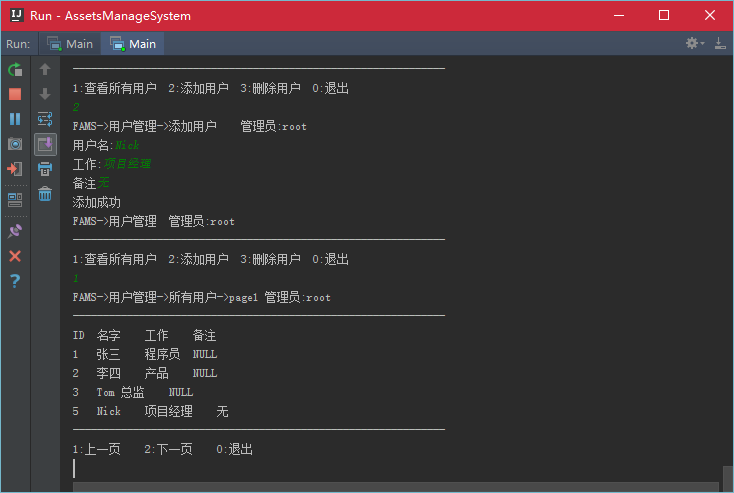 Run - AssetsManageSystem
Run: Main Main
1:查看所有用户 2:添加用户 3:删除用户 0:退出
2
FAMS->用户管理->添加用户 管理员:root
用户名:Nick
工作:项目经理
备注无
添加成功
FAMS->用户管理 管理员:root
1:查看所有用户 2:添加用户 3:删除用户 0:退出
1
FAMS->用户管理->所有用户->page1 管理员:root
ID 名字 工作 备注
1 张三 程序员 NULL
2 李四 产品 NULL
3 Tom 总监 NULL
5 Nick 项目经理 无
1:上一页 2:下一页 0:退出